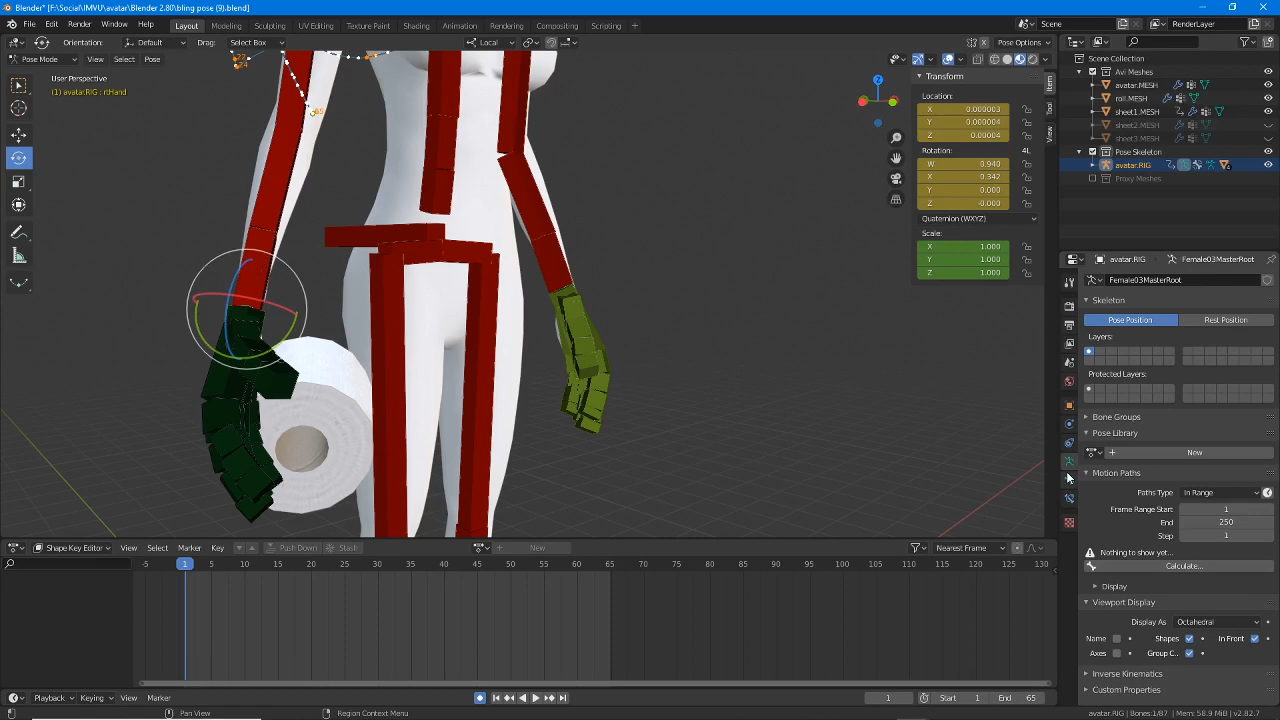 Blender* [F:\Social\IMVU\avatar\Blender 2.80\bling pose (9).blend]
File Edit Render Window Help Layout Modeling Sculpting UV Editing Texture Paint Shading Animation Rendering Compositing Scripting + Scene RenderLayer
Orientation: Default Drag: Select Box Local Pose Options
Pose Mode View Select Pose
User Perspective
(1) avatar.RIG : rtHand
22
24
65
Z
Transform
Location:
X 0.000003
Y 0.000004
Z 0.00004
Rotation: 4L
W 0.940
X 0.342
Y 0.000
Z -0.000
Quaternion (WXYZ)
Scale:
X 1.000
Y 1.000
Z 1.000
Item
Tool
View
Scene Collection
Avi Meshes
avatar.MESH
roll.MESH
sheet1.MESH
sheet2.MESH
sheet3.MESH
Pose Skeleton
avatar.RIG
Proxy Meshes
avatar.RIG Female03MasterRoot
Female03MasterRoot
Skeleton
Pose Position Rest Position
Layers:
Protected Layers:
Bone Groups
Pose Library
+ New
Motion Paths
Paths Type In Range
Frame Range Start 1
End 250
Step 1
Nothing to show yet...
Calculate...
Display
Viewport Display
Display As Octahedral
Name Shapes In Front
Axes Group C..
Inverse Kinematics
Custom Properties
Shape Key Editor View Select Marker Key Push Down Stash + New Nearest Frame
-5 1 5 10 15 20 25 30 35 40 45 50 55 60 65 70 75 80 85 90 95 100 105 110 115 120 125 130
Playback Keying View Marker 1 Start 1 End 65
Pan View Region Context Menu avatar.RIG | Bones:1/87 | Mem: 58.9 MiB | v2.82.7